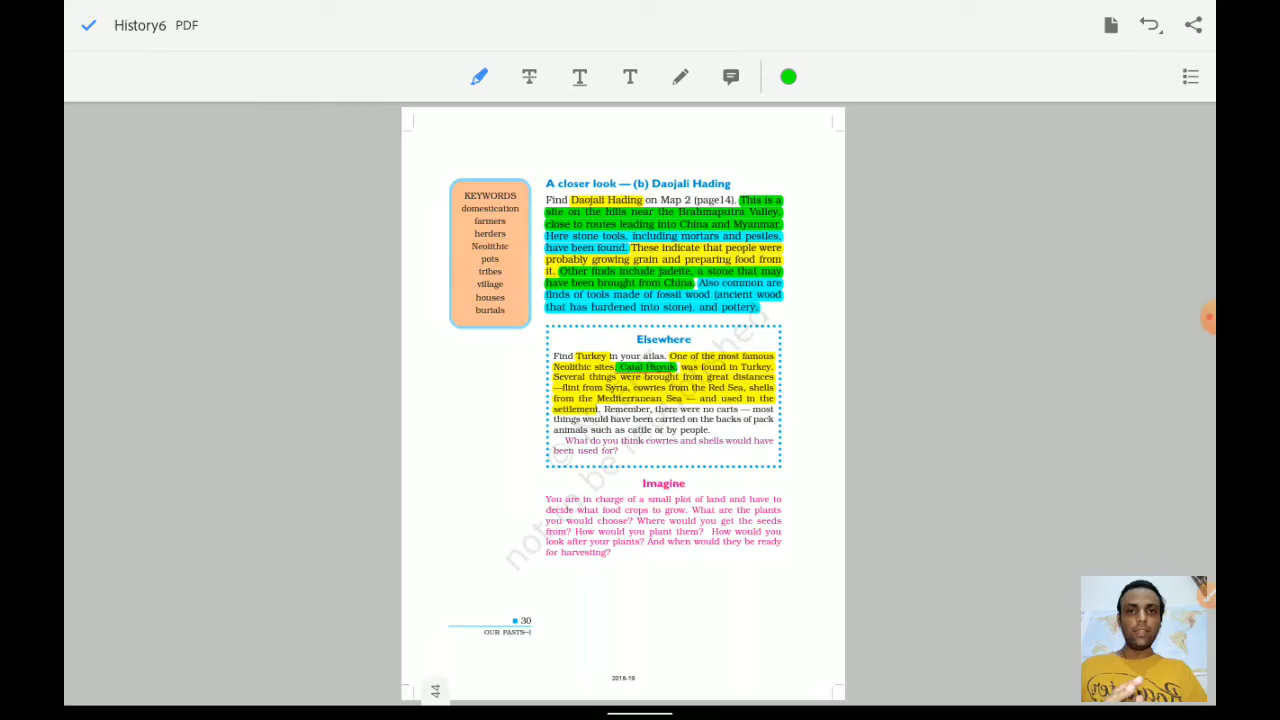 History6 PDF
KEYWORDS
domestication
farmers
herders
Neolithic
pots
tribes
village
houses
burials
A closer look — (b) Daojali Hading
Find Daojali Hading on Map 2 (page14). This is a
site on the hills near the Brahmaputra Valley,
close to routes leading into China and Myanmar.
Here stone tools, including mortars and pestles,
have been found. These indicate that people were
probably growing grain and preparing food from
it. Other finds include jadeite, a stone that may
have been brought from China. Also common are
finds of tools made of fossil wood (ancient wood
that has hardened into stone), and pottery.
Elsewhere
Find Turkey in your atlas. One of the most famous
Neolithic sites, Catal Huyuk, was found in Turkey.
Several things were brought from great distances
—flint from Syria, cowries from the Red Sea, shells
from the Mediterranean Sea — and used in the
settlement. Remember, there were no carts — most
things would have been carried on the backs of pack
animals such as cattle or by people.
What do you think cowries and shells would have
been used for?
Imagine
You are in charge of a small plot of land and have to
decide what food crops to grow. What are the plants
you would choose? Where would you get the seeds
from? How would you plant them? How would you
look after your plants? And when would they be ready
for harvesting?
30
OUR PASTS–I
2018-19
44